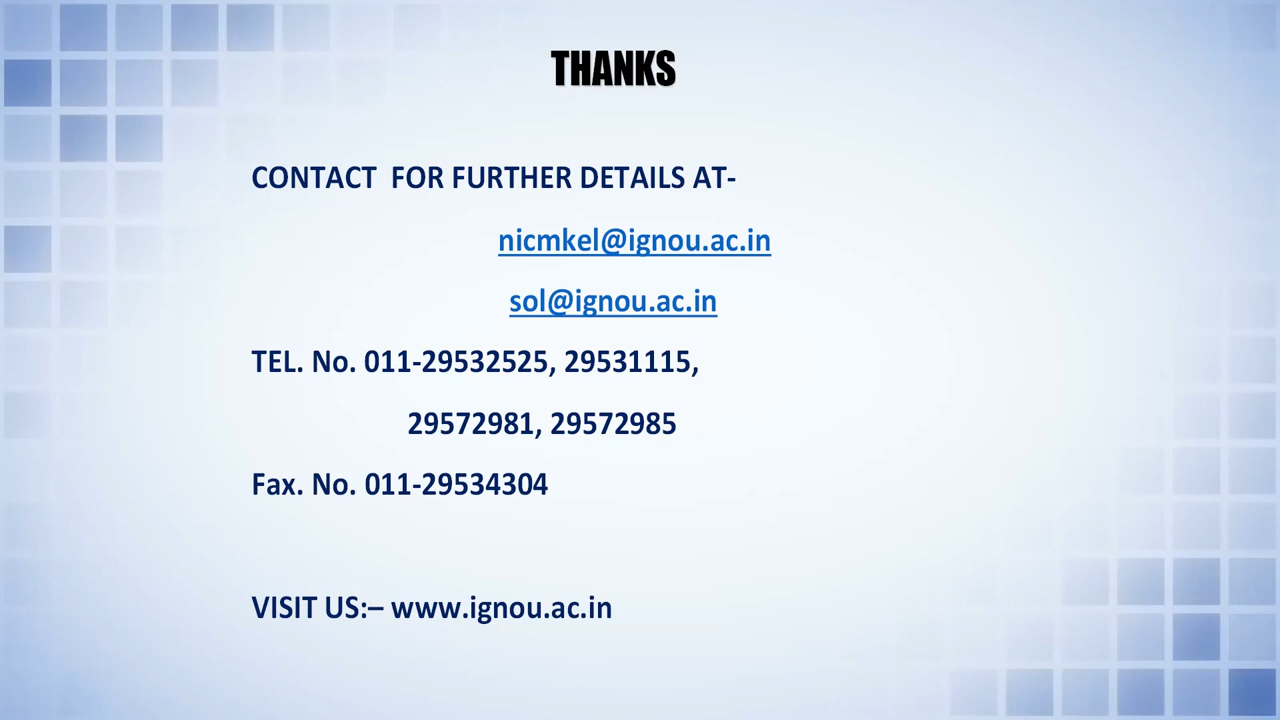 THANKS
CONTACT  FOR FURTHER DETAILS AT-
nicmkel@ignou.ac.in
sol@ignou.ac.in
TEL. No. 011-29532525, 29531115,
29572981, 29572985
Fax. No. 011-29534304
VISIT US:– www.ignou.ac.in